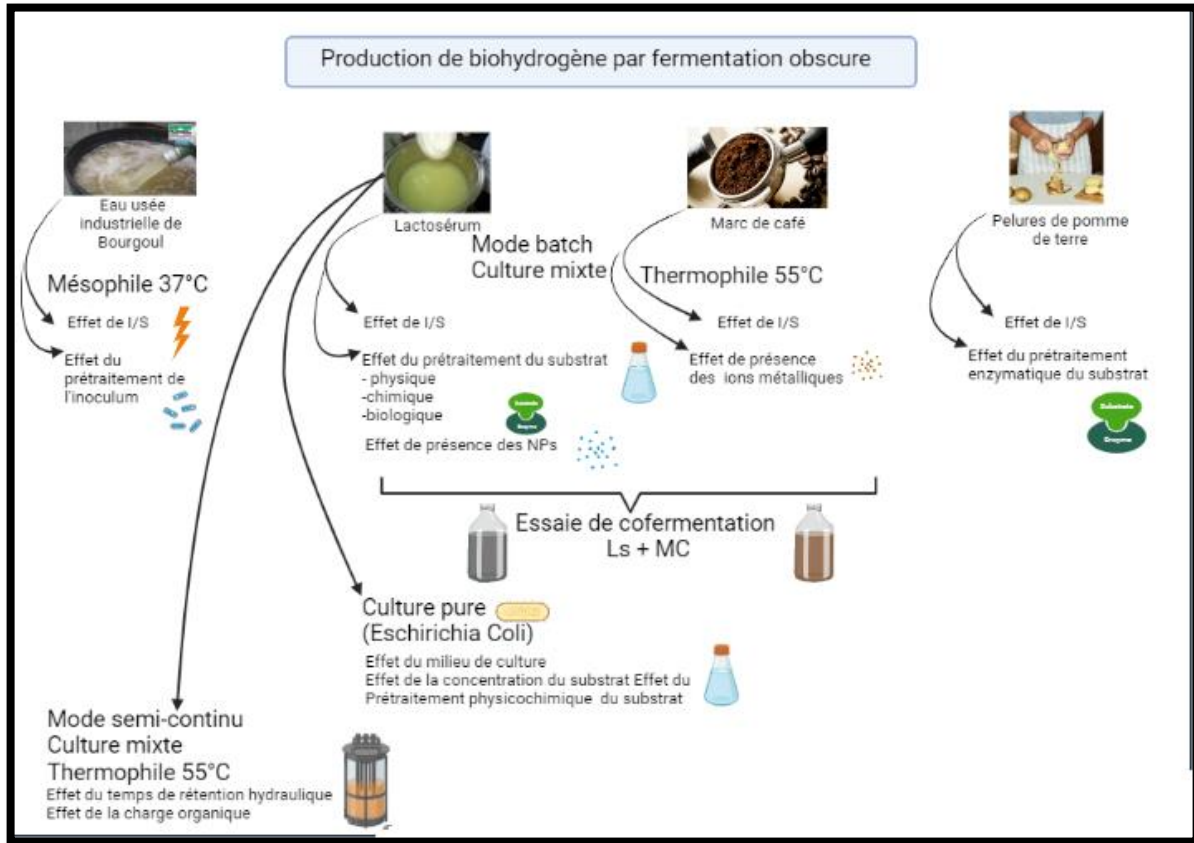 Production de biohydrogène par fermentation obscure
Eau usée
industrielle de
Bourgoul
Mésophile 37°C
Effet de I/S
Effet du
prétraitement de
l'inoculum
Lactosérum
Mode batch
Culture mixte
Effet de I/S
Effet du prétraitement du substrat
- physique
-chimique
-biologique
Substrate
Enzyme
Effet de présence des NPs
Marc de café
Thermophile 55°C
Effet de I/S
Effet de présence
des ions métalliques
Pelures de pomme
de terre
Effet de I/S
Effet du prétraitement
enzymatique du substrat
Substrate
Enzyme
Essaie de cofermentation
Ls + MC
Culture pure
(Eschirichia Coli)
Effet du milieu de culture
Effet de la concentration du substrat Effet du
Prétraitement physicochimique du substrat
Mode semi-continu
Culture mixte
Thermophile 55°C
Effet du temps de rétention hydraulique
Effet de la charge organique